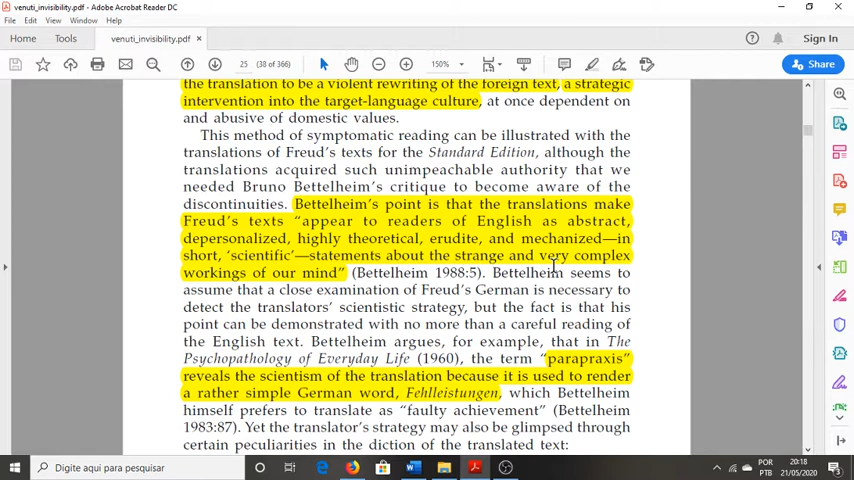 venuti_invisibility.pdf - Adobe Acrobat Reader DC
File Edit View Window Help
Home Tools venuti_invisibility.pdf × Sign In
25 (38 of 366) 150% Share
the translation to be a violent rewriting of the foreign text, a strategic
intervention into the target-language culture, at once dependent on
and abusive of domestic values.
This method of symptomatic reading can be illustrated with the
translations of Freud's texts for the Standard Edition, although the
translations acquired such unimpeachable authority that we
needed Bruno Bettelheim's critique to become aware of the
discontinuities. Bettelheim's point is that the translations make
Freud's texts "appear to readers of English as abstract,
depersonalized, highly theoretical, erudite, and mechanized—in
short, 'scientific'—statements about the strange and very complex
workings of our mind" (Bettelheim 1988:5). Bettelheim seems to
assume that a close examination of Freud's German is necessary to
detect the translators' scientistic strategy, but the fact is that his
point can be demonstrated with no more than a careful reading of
the English text. Bettelheim argues, for example, that in The
Psychopathology of Everyday Life (1960), the term "parapraxis"
reveals the scientism of the translation because it is used to render
a rather simple German word, Fehlleistungen, which Bettelheim
himself prefers to translate as "faulty achievement" (Bettelheim
1983:87). Yet the translator's strategy may also be glimpsed through
certain peculiarities in the diction of the translated text:
Digite aqui para pesquisar
POR 20:18
PTB 21/05/2020
3